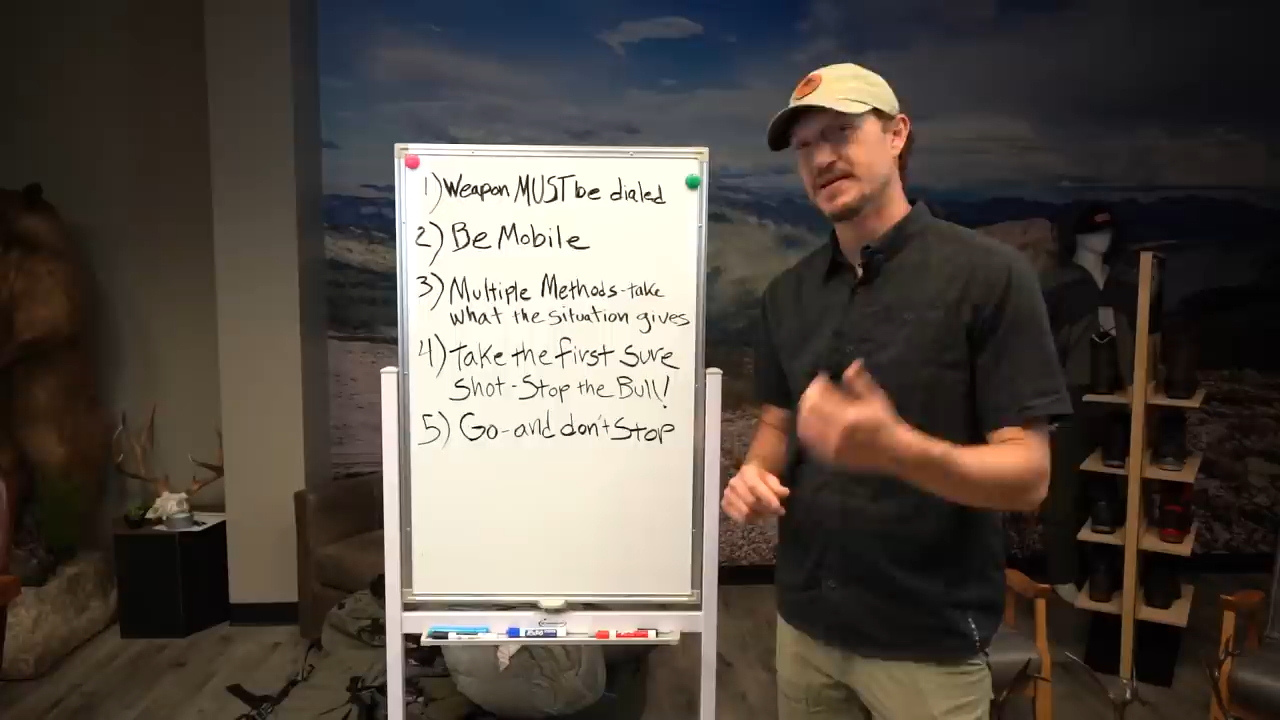 1) Weapon MUST be dialed
2) Be Mobile
3) Multiple Methods - take
what the situation gives
4) Take the first sure
shot - Stop the Bull!
5) Go - and don't stop